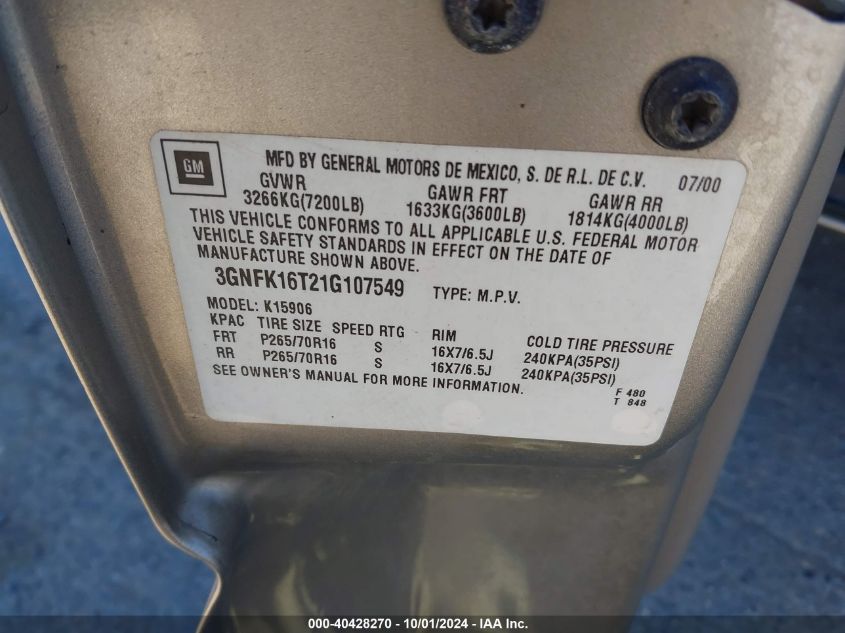 GM
MFD BY GENERAL MOTORS DE MEXICO, S. DE R.L. DE C.V. 07/00
GVWR GAWR FRT GAWR RR
3266KG(7200LB) 1633KG(3600LB) 1814KG(4000LB)
THIS VEHICLE CONFORMS TO ALL APPLICABLE U.S. FEDERAL MOTOR
VEHICLE SAFETY STANDARDS IN EFFECT ON THE DATE OF
MANUFACTURE SHOWN ABOVE.
3GNFK16T21G107549 TYPE: M.P.V.
MODEL: K15906
KPAC TIRE SIZE SPEED RTG RIM COLD TIRE PRESSURE
FRT P265/70R16 S 16X7/6.5J 240KPA(35PSI)
RR P265/70R16 S 16X7/6.5J 240KPA(35PSI)
SEE OWNER'S MANUAL FOR MORE INFORMATION.
F 480
T 848
000-40428270 - 10/01/2024 - IAA Inc.